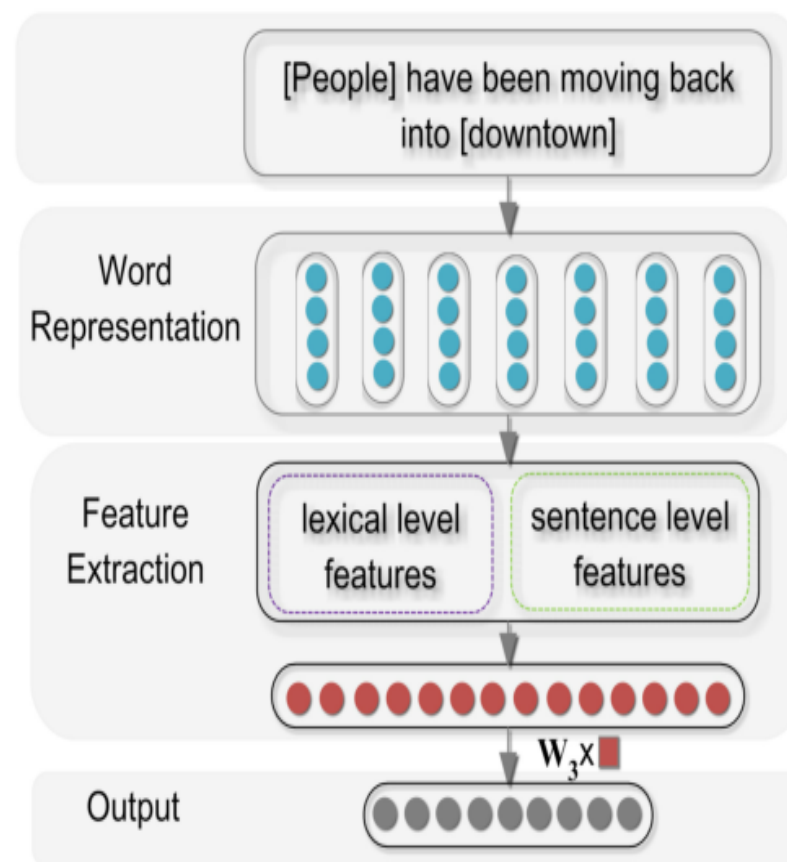 [People] have been moving back
into [downtown]
Word
Representation
Feature
Extraction
lexical level
features
sentence level
features
W3x
Output